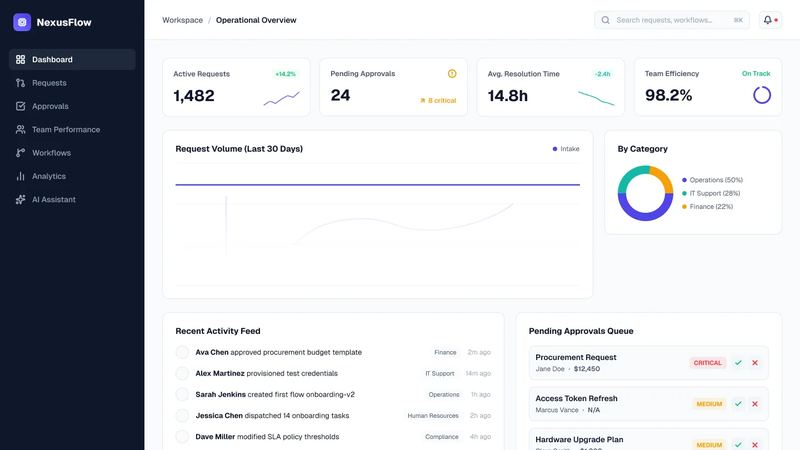 NexusFlow
Workspace / Operational Overview
Search requests, workflows... ⌘K
Dashboard
Requests
Approvals
Team Performance
Workflows
Analytics
AI Assistant
Active Requests +14.2%
1,482
Pending Approvals
24 8 critical
Avg. Resolution Time -2.4h
14.8h
Team Efficiency On Track
98.2%
Request Volume (Last 30 Days) Intake
By Category
Operations (50%)
IT Support (28%)
Finance (22%)
Recent Activity Feed
Ava Chen approved procurement budget template Finance 2m ago
Alex Martinez provisioned test credentials IT Support 14m ago
Sarah Jenkins created first flow onboarding-v2 Operations 1h ago
Jessica Chen dispatched 14 onboarding tasks Human Resources 2h ago
Dave Miller modified SLA policy thresholds Compliance 4h ago
Pending Approvals Queue
Procurement Request CRITICAL
Jane Doe · $12,450
Access Token Refresh MEDIUM
Marcus Vance · N/A
Hardware Upgrade Plan MEDIUM